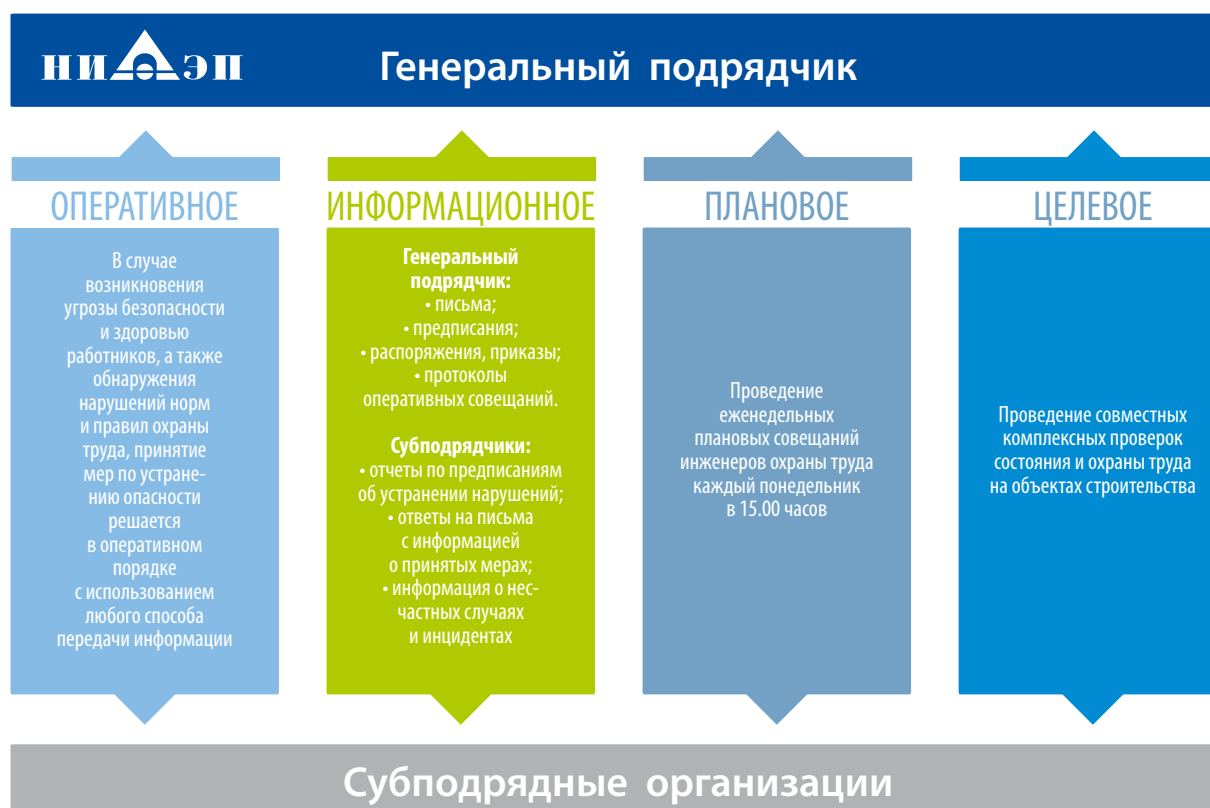 НИАЭП
Генеральный подрядчик
ОПЕРАТИВНОЕ
В случае
возникновения
угрозы безопасности
и здоровью
работников, а также
обнаружения
нарушений норм
и правил охраны
труда, принятие
мер по устране-
нию опасности
решается
в оперативном
порядке
с использованием
любого способа
передачи информации
ИНФОРМАЦИОННОЕ
Генеральный
подрядчик:
• письма;
• предписания;
• распоряжения, приказы;
• протоколы
оперативных совещаний.
Субподрядчики:
• отчеты по предписаниям
об устранении нарушений;
• ответы на письма
с информацией
о принятых мерах;
• информация о нес-
частных случаях
и инцидентах
ПЛАНОВОЕ
Проведение
еженедельных
плановых совещаний
инженеров охраны труда
каждый понедельник
в 15.00 часов
ЦЕЛЕВОЕ
Проведение совместных
комплексных проверок
состояния и охраны труда
на объектах строительства
Субподрядные организации